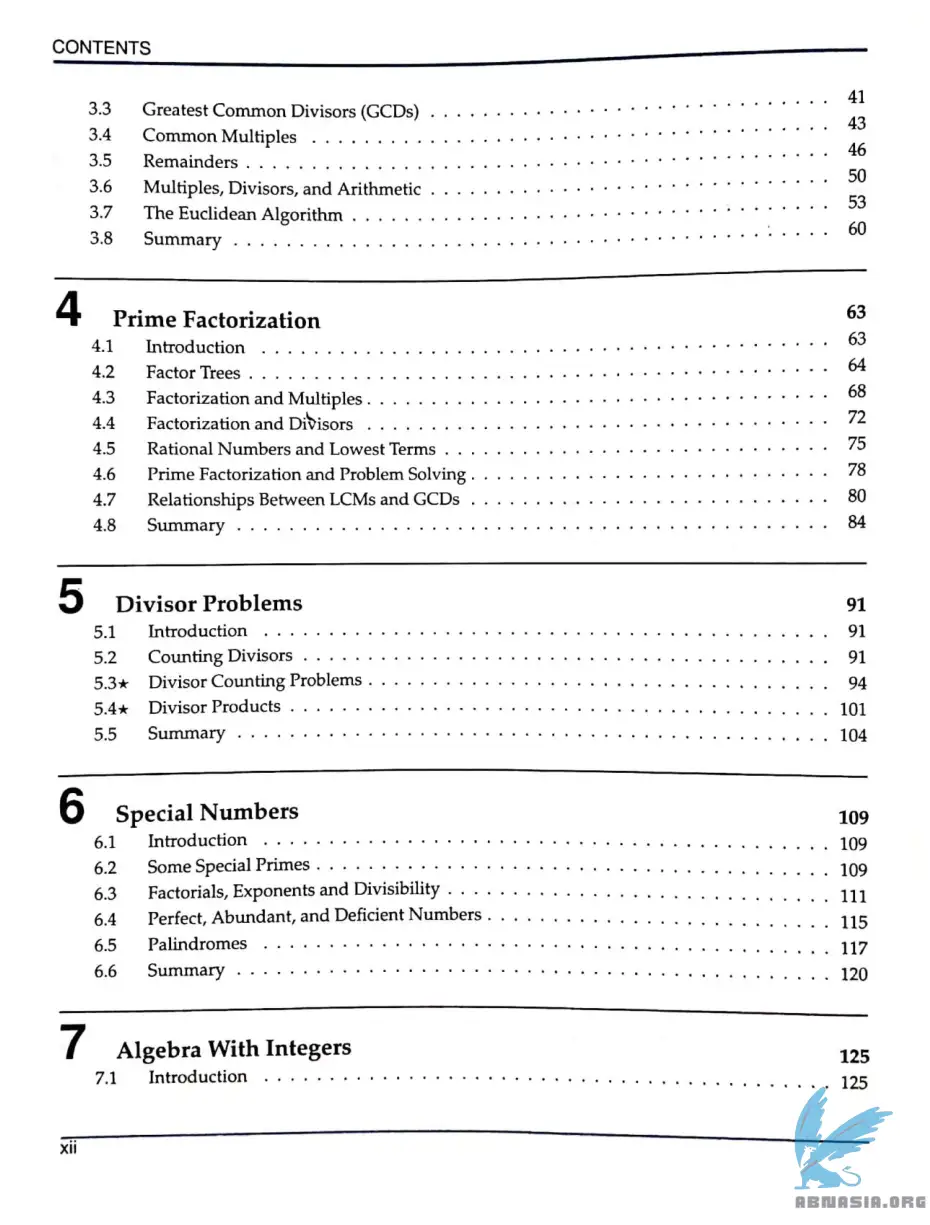 CONTENTS
3.3 Greatest Common Divisors (GCDs) . . . . . . . . . . . . . . . . . . . . . . . . . . . . . . 41
3.4 Common Multiples . . . . . . . . . . . . . . . . . . . . . . . . . . . . . . . . . . . . . . . 43
3.5 Remainders . . . . . . . . . . . . . . . . . . . . . . . . . . . . . . . . . . . . . . . . . . . . 46
3.6 Multiples, Divisors, and Arithmetic . . . . . . . . . . . . . . . . . . . . . . . . . . . . . . 50
3.7 The Euclidean Algorithm . . . . . . . . . . . . . . . . . . . . . . . . . . . . . . . . . . . . 53
3.8 Summary . . . . . . . . . . . . . . . . . . . . . . . . . . . . . . . . . . . . . . . . . . . . . 60
4 Prime Factorization 63
4.1 Introduction . . . . . . . . . . . . . . . . . . . . . . . . . . . . . . . . . . . . . . . . . . . 63
4.2 Factor Trees . . . . . . . . . . . . . . . . . . . . . . . . . . . . . . . . . . . . . . . . . . . . 64
4.3 Factorization and Multiples . . . . . . . . . . . . . . . . . . . . . . . . . . . . . . . . . . . 68
4.4 Factorization and Divisors . . . . . . . . . . . . . . . . . . . . . . . . . . . . . . . . . . . 72
4.5 Rational Numbers and Lowest Terms . . . . . . . . . . . . . . . . . . . . . . . . . . . . . 75
4.6 Prime Factorization and Problem Solving . . . . . . . . . . . . . . . . . . . . . . . . . . . 78
4.7 Relationships Between LCMs and GCDs . . . . . . . . . . . . . . . . . . . . . . . . . . . 80
4.8 Summary . . . . . . . . . . . . . . . . . . . . . . . . . . . . . . . . . . . . . . . . . . . . . 84
5 Divisor Problems 91
5.1 Introduction . . . . . . . . . . . . . . . . . . . . . . . . . . . . . . . . . . . . . . . . . . . 91
5.2 Counting Divisors . . . . . . . . . . . . . . . . . . . . . . . . . . . . . . . . . . . . . . . . 91
5.3★ Divisor Counting Problems . . . . . . . . . . . . . . . . . . . . . . . . . . . . . . . . . . . 94
5.4★ Divisor Products . . . . . . . . . . . . . . . . . . . . . . . . . . . . . . . . . . . . . . . . . 101
5.5 Summary . . . . . . . . . . . . . . . . . . . . . . . . . . . . . . . . . . . . . . . . . . . . . 104
6 Special Numbers 109
6.1 Introduction . . . . . . . . . . . . . . . . . . . . . . . . . . . . . . . . . . . . . . . . . . . 109
6.2 Some Special Primes . . . . . . . . . . . . . . . . . . . . . . . . . . . . . . . . . . . . . . . 109
6.3 Factorials, Exponents and Divisibility . . . . . . . . . . . . . . . . . . . . . . . . . . . . . 111
6.4 Perfect, Abundant, and Deficient Numbers . . . . . . . . . . . . . . . . . . . . . . . . . . 115
6.5 Palindromes . . . . . . . . . . . . . . . . . . . . . . . . . . . . . . . . . . . . . . . . . . . 117
6.6 Summary . . . . . . . . . . . . . . . . . . . . . . . . . . . . . . . . . . . . . . . . . . . . . 120
7 Algebra With Integers 125
7.1 Introduction . . . . . . . . . . . . . . . . . . . . . . . . . . . . . . . . . . . . . . . . . . . 125
xii
ABNASIA.ORG